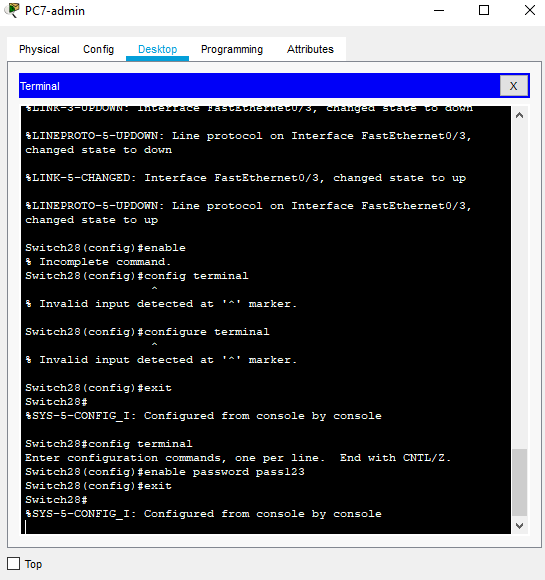 PC7-admin
Physical Config Desktop Programming Attributes
Terminal X
%LINK-3-UPDOWN: Interface FastEthernet0/3, changed state to down
%LINEPROTO-5-UPDOWN: Line protocol on Interface FastEthernet0/3,
changed state to down
%LINK-5-CHANGED: Interface FastEthernet0/3, changed state to up
%LINEPROTO-5-UPDOWN: Line protocol on Interface FastEthernet0/3,
changed state to up
Switch28(config)#enable
% Incomplete command.
Switch28(config)#config terminal
^
% Invalid input detected at '^' marker.
Switch28(config)#configure terminal
^
% Invalid input detected at '^' marker.
Switch28(config)#exit
Switch28#
%SYS-5-CONFIG_I: Configured from console by console
Switch28#config terminal
Enter configuration commands, one per line.  End with CNTL/Z.
Switch28(config)#enable password pass123
Switch28(config)#exit
Switch28#
%SYS-5-CONFIG_I: Configured from console by console
Top